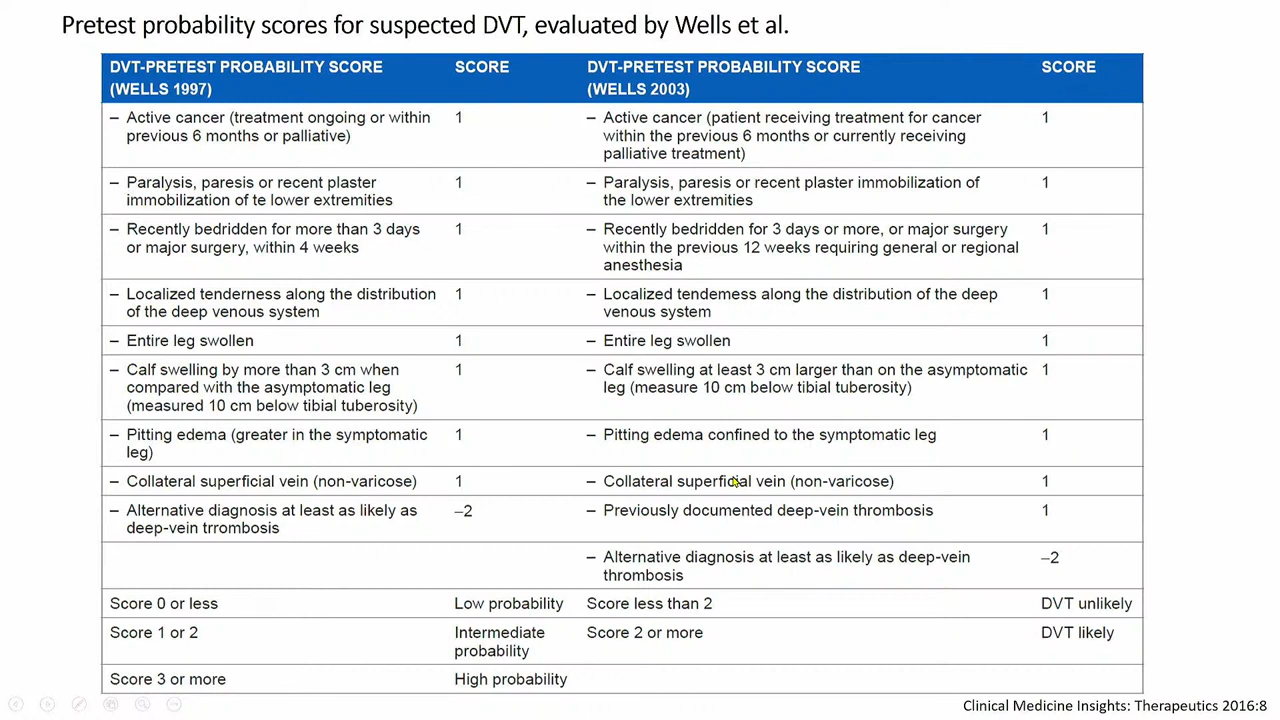 Pretest probability scores for suspected DVT, evaluated by Wells et al.
DVT-PRETEST PROBABILITY SCORE
(WELLS 1997)
SCORE
DVT-PRETEST PROBABILITY SCORE
(WELLS 2003)
SCORE
– Active cancer (treatment ongoing or within
previous 6 months or palliative)
1
– Active cancer (patient receiving treatment for cancer
within the previous 6 months or currently receiving
palliative treatment)
1
– Paralysis, paresis or recent plaster
immobilization of te lower extremities
1
– Paralysis, paresis or recent plaster immobilization of
the lower extremities
1
– Recently bedridden for more than 3 days
or major surgery, within 4 weeks
1
– Recently bedridden for 3 days or more, or major surgery
within the previous 12 weeks requiring general or regional
anesthesia
1
– Localized tenderness along the distribution
of the deep venous system
1
– Localized tendemess along the distribution of the deep
venous system
1
– Entire leg swollen
1
– Entire leg swollen
1
– Calf swelling by more than 3 cm when
compared with the asymptomatic leg
(measured 10 cm below tibial tuberosity)
1
– Calf swelling at least 3 cm larger than on the asymptomatic
leg (measure 10 cm below tibial tuberosity)
1
– Pitting edema (greater in the symptomatic
leg)
1
– Pitting edema confined to the symptomatic leg
1
– Collateral superficial vein (non-varicose)
1
– Collateral superficial vein (non-varicose)
1
– Alternative diagnosis at least as likely as
deep-vein trrombosis
–2
– Previously documented deep-vein thrombosis
1
– Alternative diagnosis at least as likely as deep-vein
thrombosis
–2
Score 0 or less
Low probability
Score less than 2
DVT unlikely
Score 1 or 2
Intermediate
probability
Score 2 or more
DVT likely
Score 3 or more
High probability
Clinical Medicine Insights: Therapeutics 2016:8